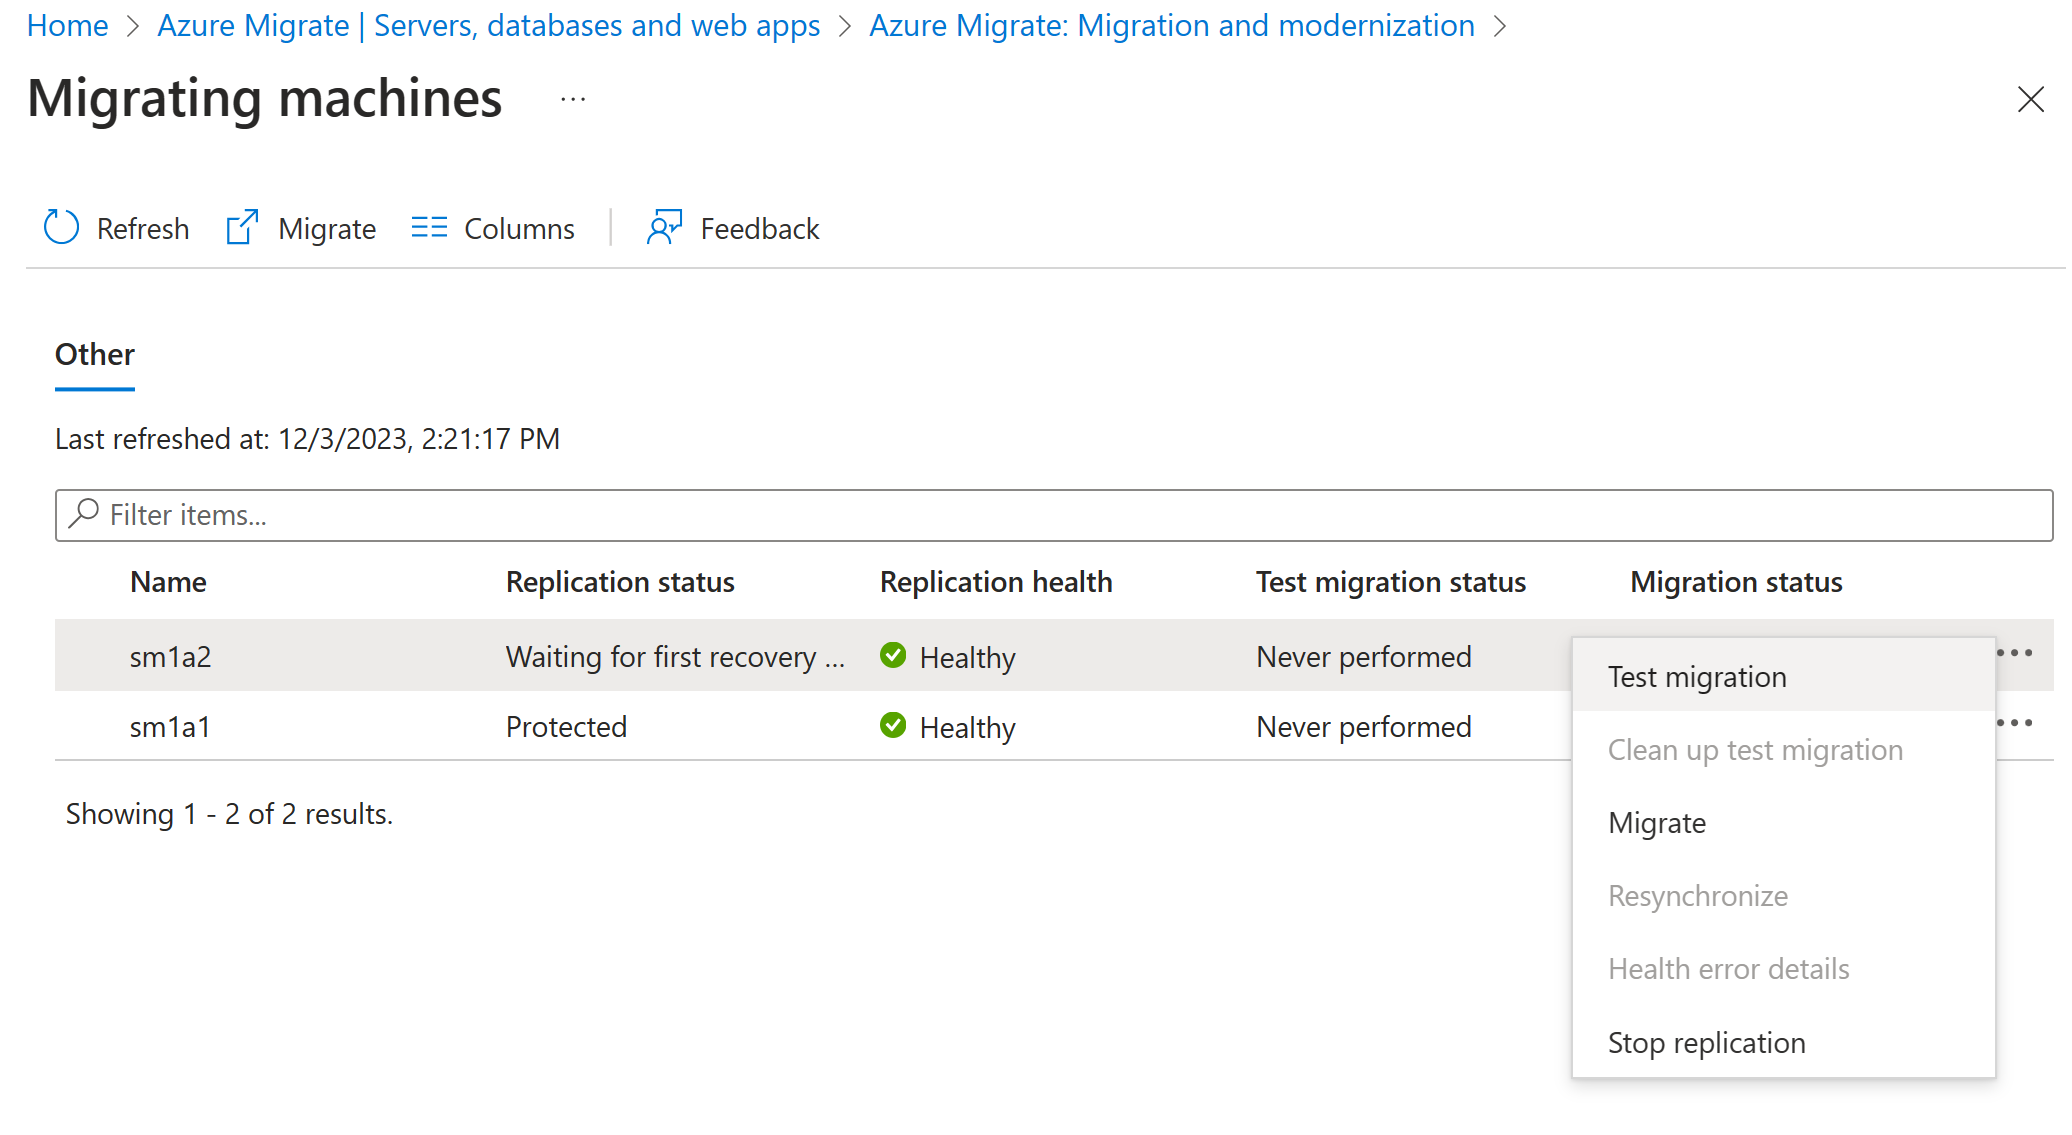 Home > Azure Migrate | Servers, databases and web apps > Azure Migrate: Migration and modernization >
Migrating machines ...
Refresh Migrate Columns Feedback
Other
Last refreshed at: 12/3/2023, 2:21:17 PM
Filter items...
Name Replication status Replication health Test migration status Migration status
sm1a2 Waiting for first recovery ... Healthy Never performed
sm1a1 Protected Healthy Never performed
Showing 1 - 2 of 2 results.
Test migration
Clean up test migration
Migrate
Resynchronize
Health error details
Stop replication